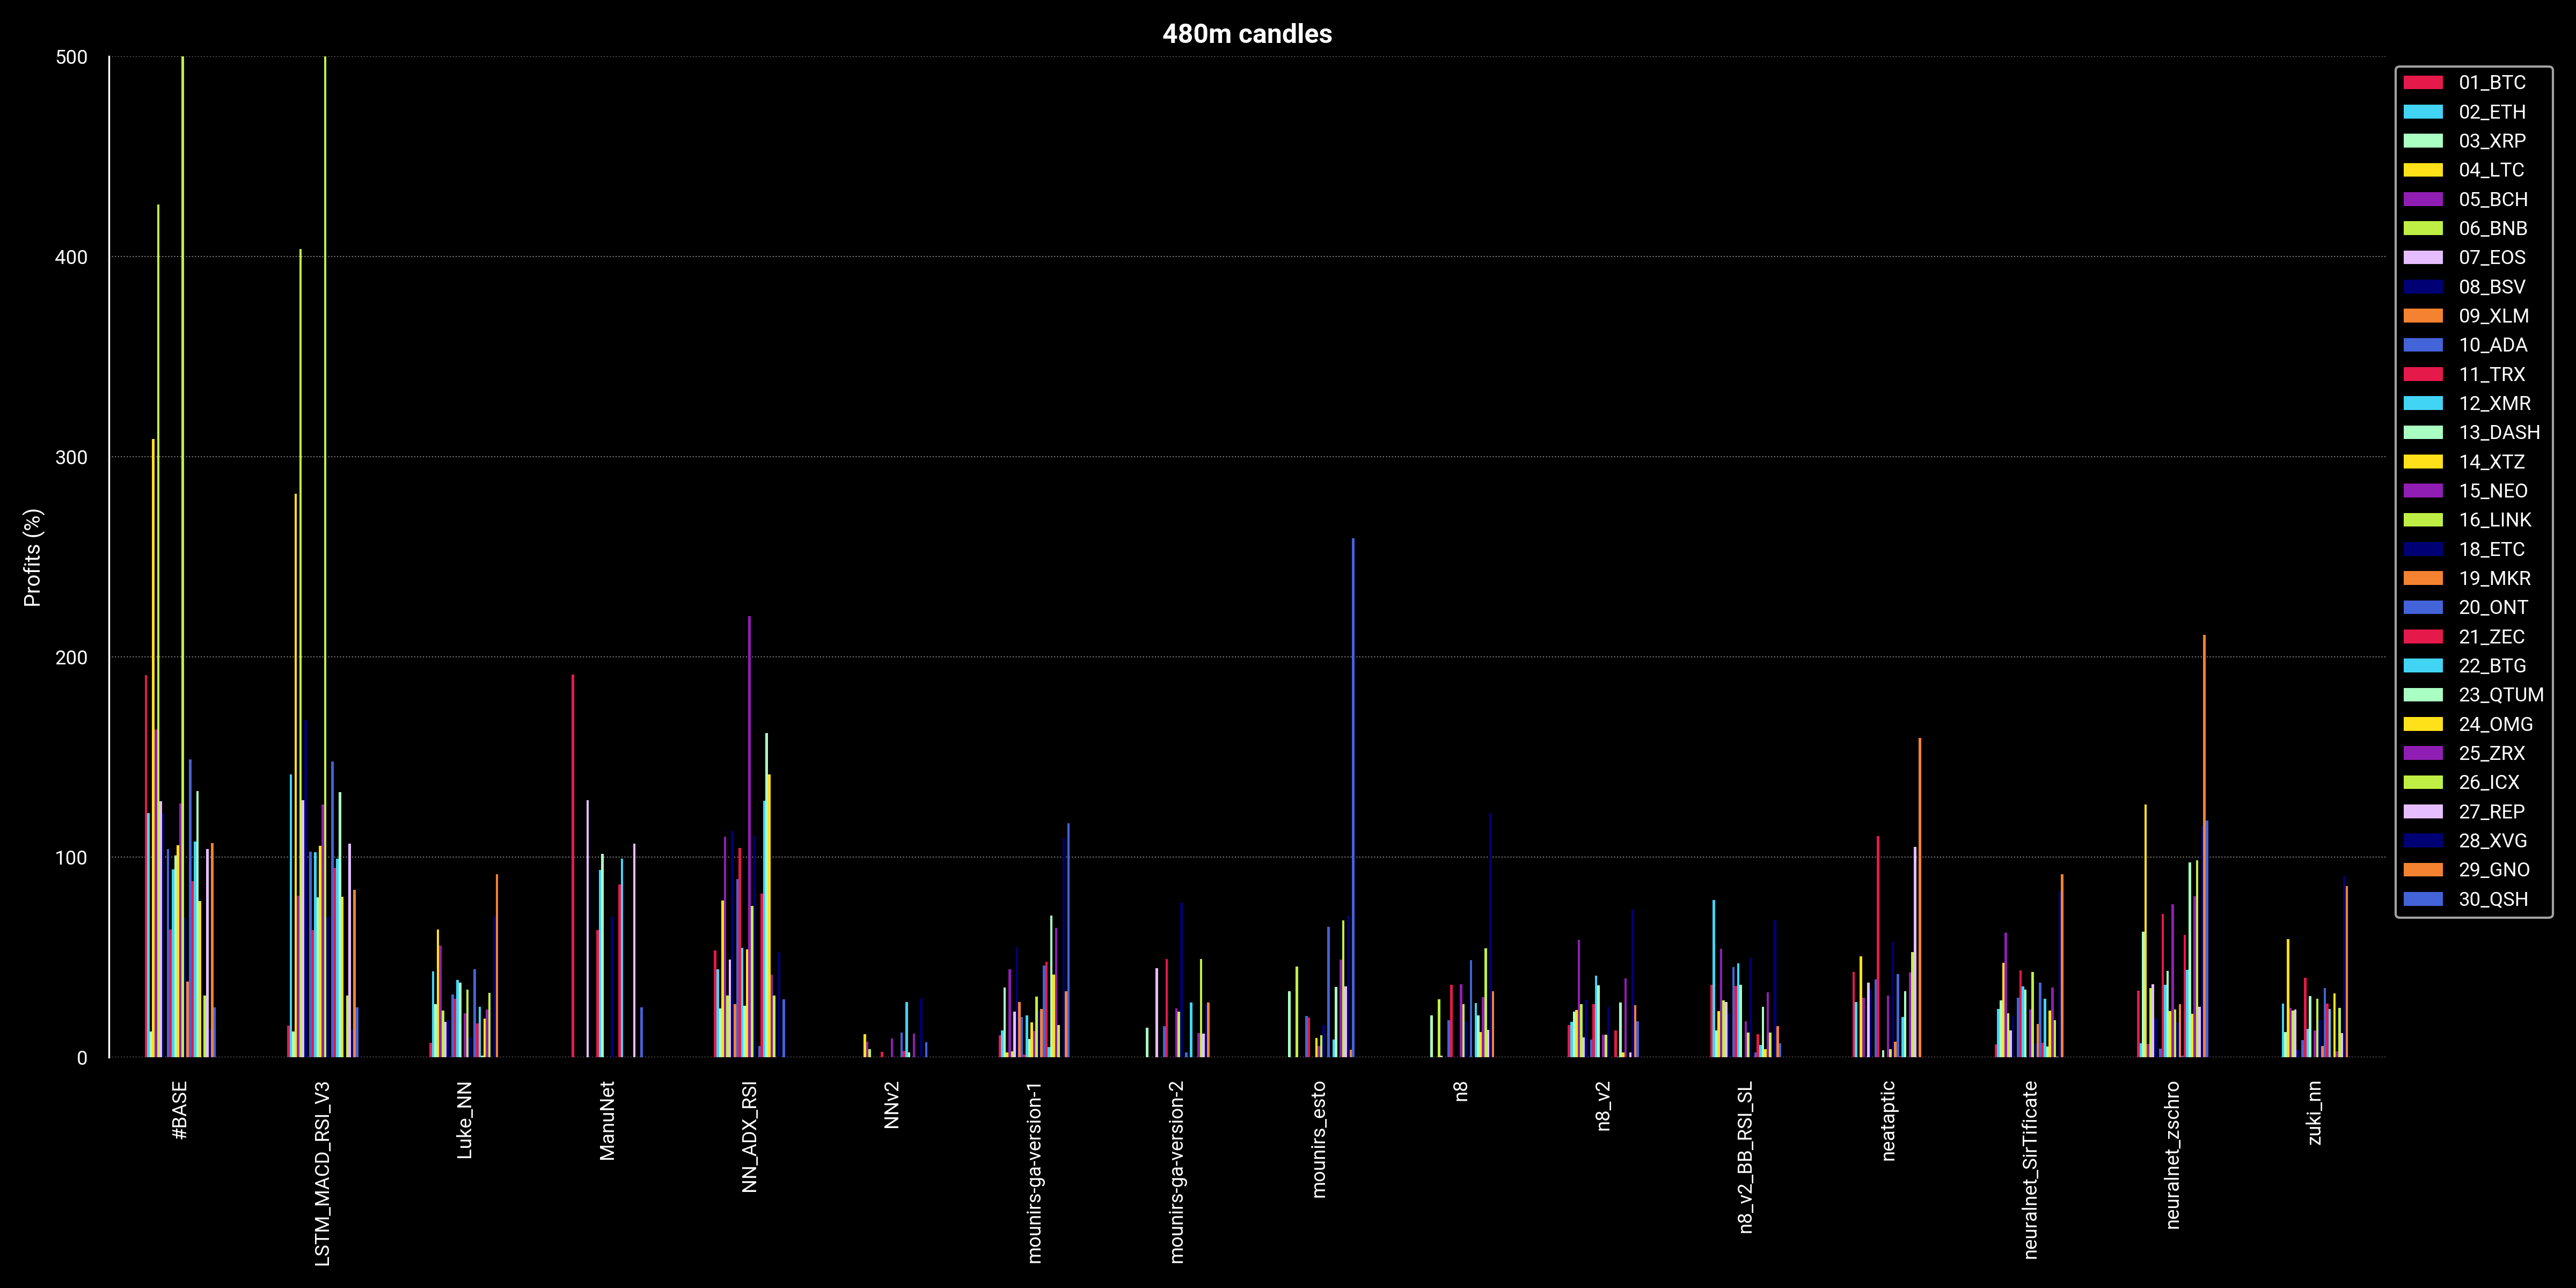 480m candles
500
400
300
200
100
0
Profits (%)
#BASE
LSTM_MACD_RSI_V3
Luke_NN
ManuNet
NN_ADX_RSI
NNv2
mounirs-ga-version-1
mounirs-ga-version-2
mounirs_esto
n8
n8_v2
n8_v2_BB_RSI_SL
neataptic
neuralnet_SirTificate
neuralnet_zschro
zuki_nn
01_BTC
02_ETH
03_XRP
04_LTC
05_BCH
06_BNB
07_EOS
08_BSV
09_XLM
10_ADA
11_TRX
12_XMR
13_DASH
14_XTZ
15_NEO
16_LINK
18_ETC
19_MKR
20_ONT
21_ZEC
22_BTG
23_QTUM
24_OMG
25_ZRX
26_ICX
27_REP
28_XVG
29_GNO
30_QSH